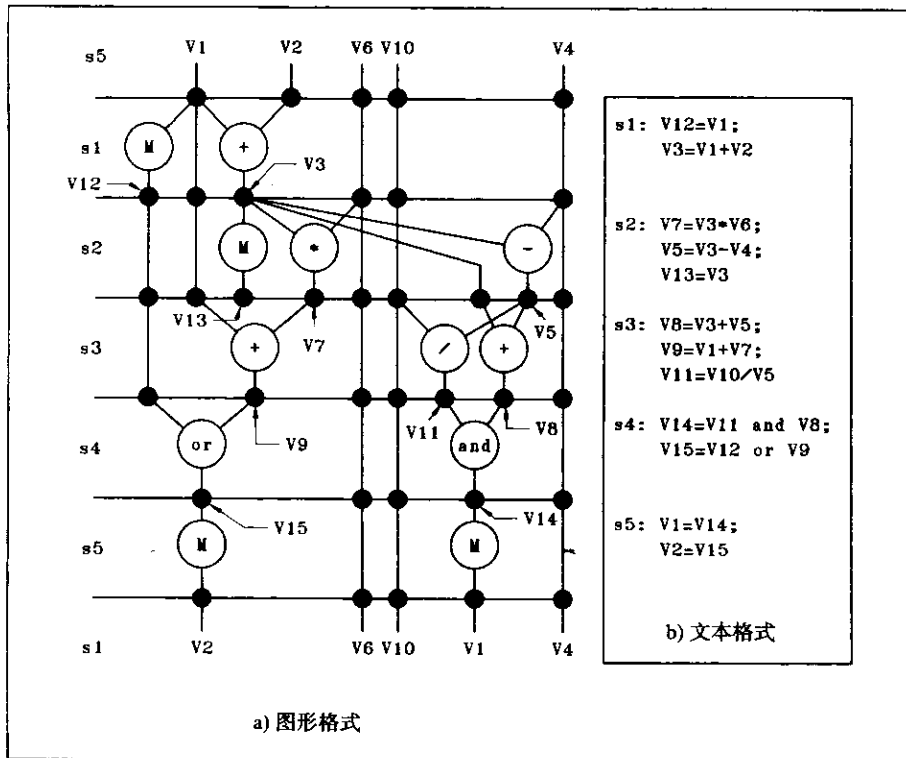 s5 V1 V2 V6 V10 V4
M +
s1
V3
V12
s2 M * -
V13 V7 V5
s3 + / +
V9 V11 V8
s4 or and
V15 V14
s5 M M
s1 V2 V6 V10 V1 V4
a) 图形格式
s1: V12=V1;
V3=V1+V2
s2: V7=V3*V6;
V5=V3-V4;
V13=V3
s3: V8=V3+V5;
V9=V1+V7;
V11=V10/V5
s4: V14=V11 and V8;
V15=V12 or V9
s5: V1=V14;
V2=V15
b) 文本格式